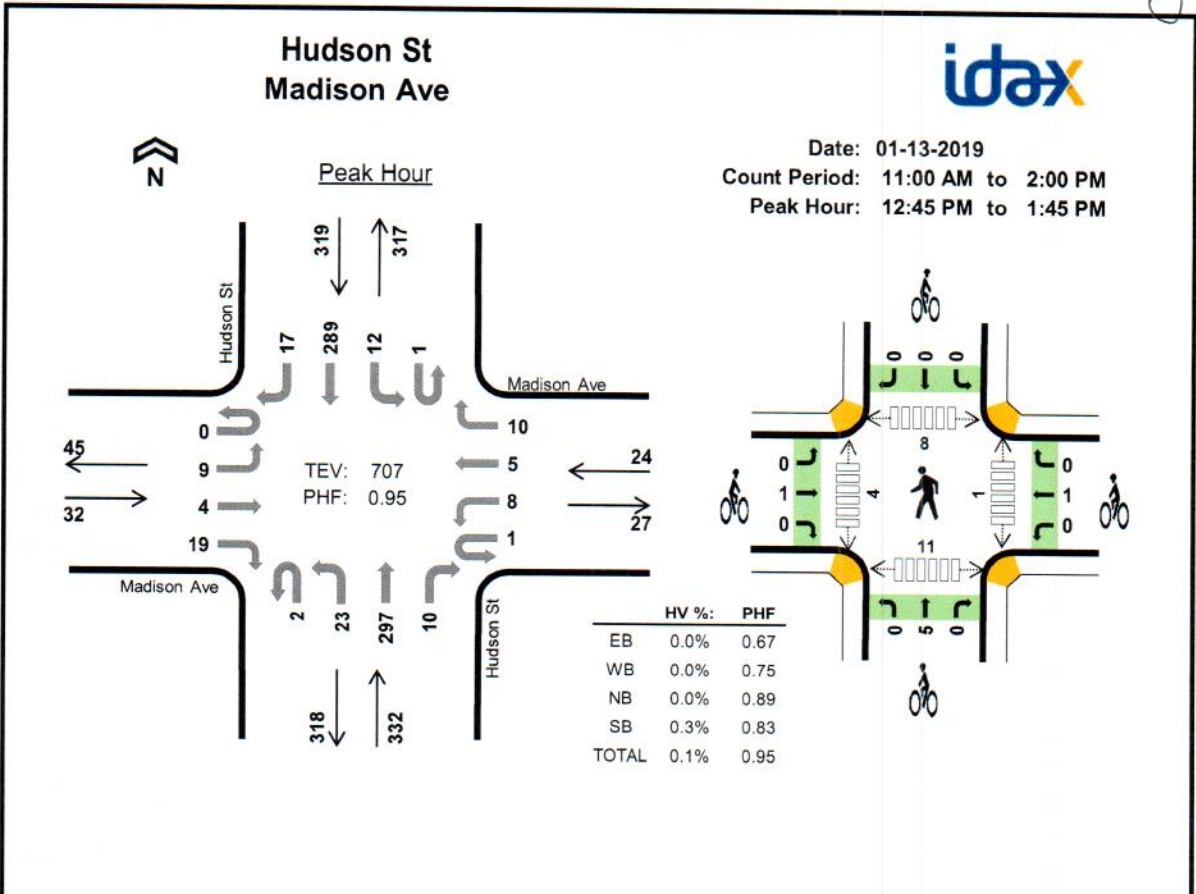 Hudson St
Madison Ave
idax
N
Peak Hour
Date: 01-13-2019
Count Period: 11:00 AM to 2:00 PM
Peak Hour: 12:45 PM to 1:45 PM
319
317
Hudson St
17
289
12
1
Madison Ave
0
10
45
9
TEV: 707
5
24
4
PHF: 0.95
8
32
27
19
1
Madison Ave
2
23
297
10
Hudson St
318
332
0
0
0
8
0
1
0
4
1
0
1
0
11
0
5
0
HV %: PHF
EB 0.0% 0.67
WB 0.0% 0.75
NB 0.0% 0.89
SB 0.3% 0.83
TOTAL 0.1% 0.95